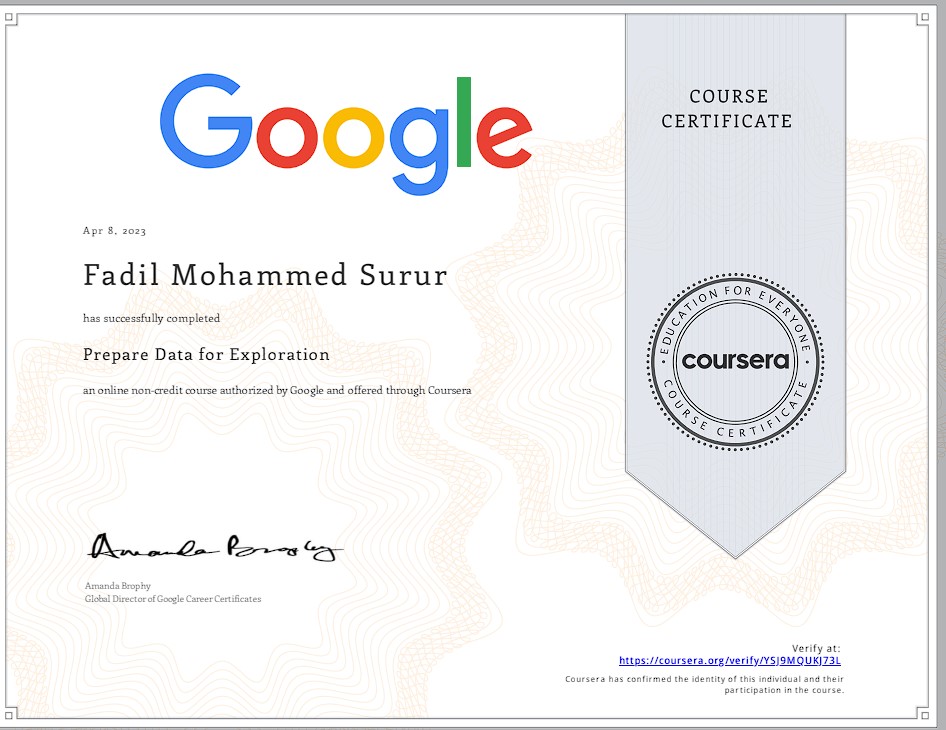 Google
COURSE
CERTIFICATE
Apr 8, 2023
Fadil Mohammed Surur
has successfully completed
Prepare Data for Exploration
an online non-credit course authorized by Google and offered through Coursera
EDUCATION FOR EVERYONE
coursera
COURSE CERTIFICATE
Amanda Brophy
Amanda Brophy
Global Director of Google Career Certificates
Verify at:
https://coursera.org/verify/YSJ9MQUKJ73L
Coursera has confirmed the identity of this individual and their
participation in the course.